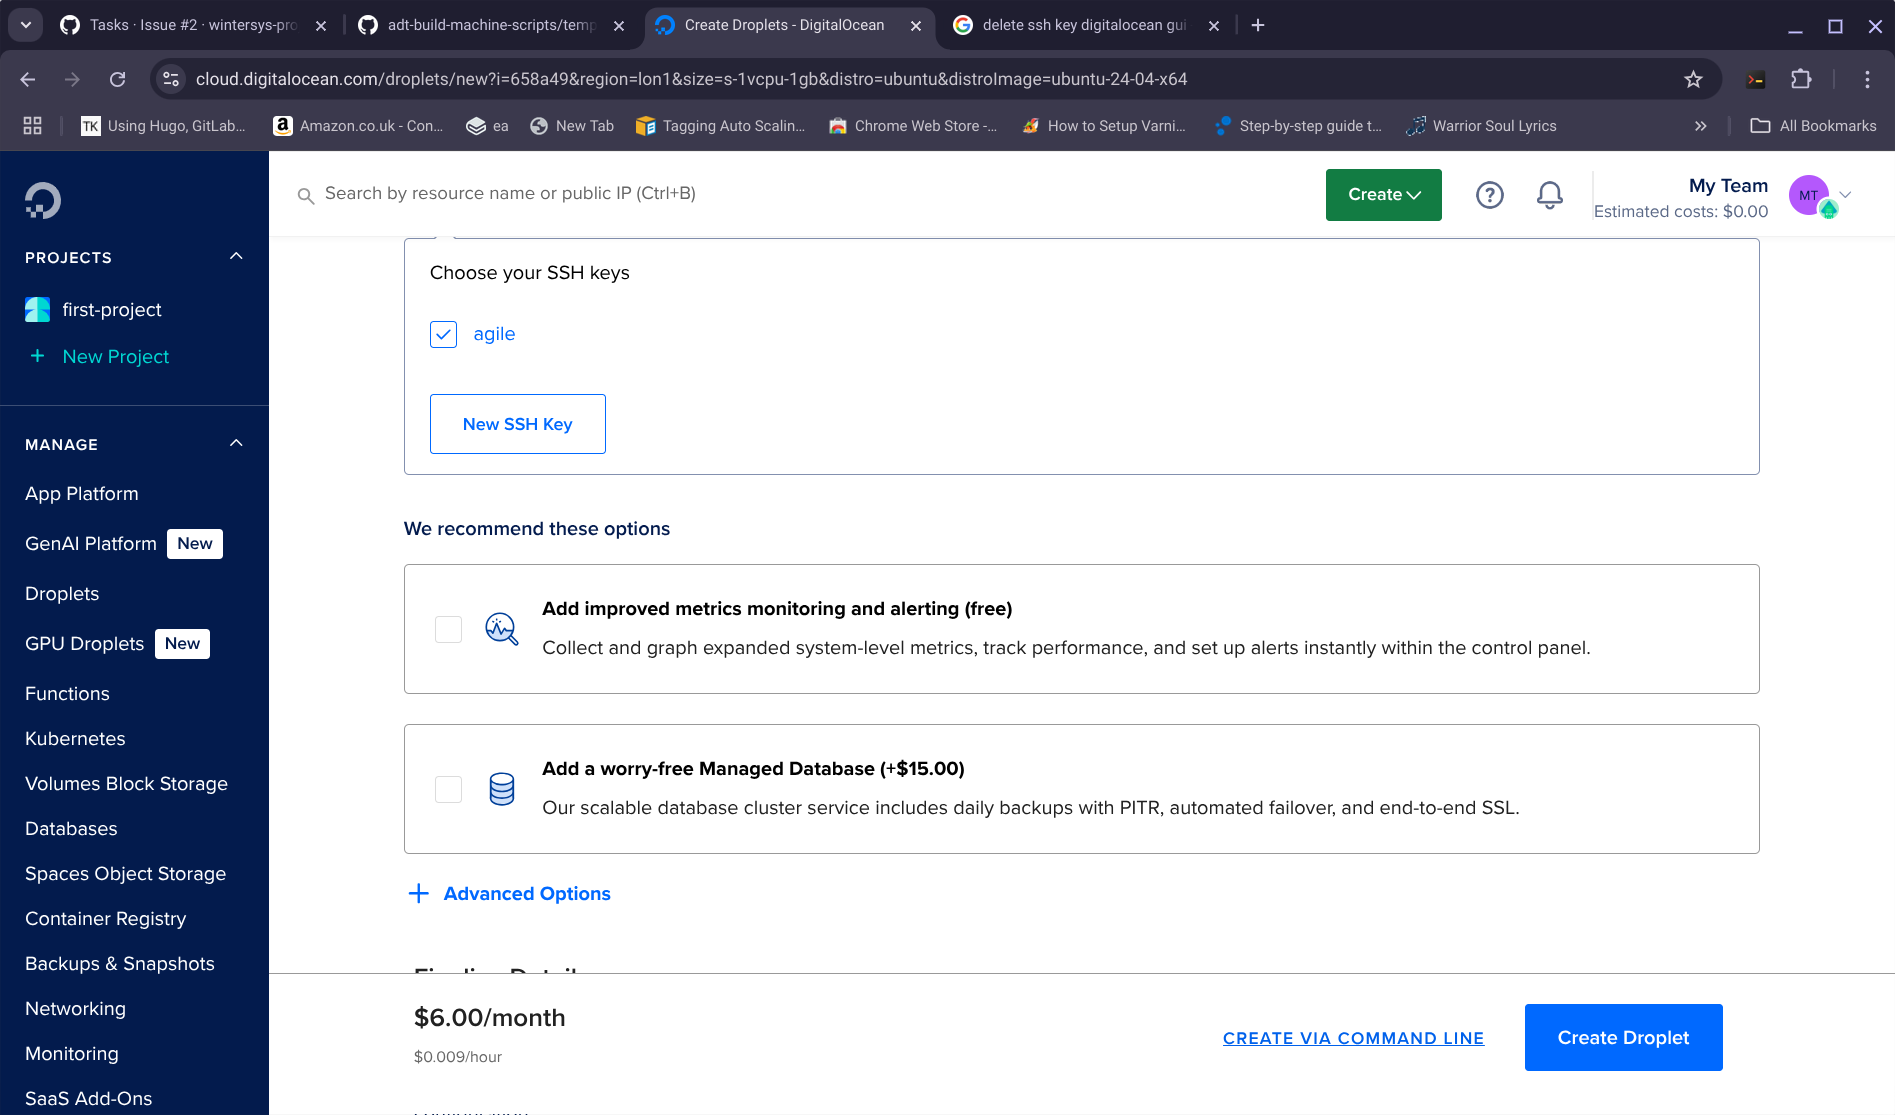 Tasks · Issue #2 · wintersys-pro
adt-build-machine-scripts/temp
Create Droplets - DigitalOcean
delete ssh key digitalocean gui
cloud.digitalocean.com/droplets/new?i=658a49&region=lon1&size=s-1vcpu-1gb&distro=ubuntu&distroImage=ubuntu-24-04-x64
TK Using Hugo, GitLab...
a Amazon.co.uk - Con...
ea
New Tab
Tagging Auto Scalin...
Chrome Web Store -...
How to Setup Varni...
Step-by-step guide t...
Warrior Soul Lyrics
»
All Bookmarks
Search by resource name or public IP (Ctrl+B)
Create
?
My Team
Estimated costs: $0.00
MT
PROJECTS
first-project
+ New Project
MANAGE
App Platform
GenAI Platform New
Droplets
GPU Droplets New
Functions
Kubernetes
Volumes Block Storage
Databases
Spaces Object Storage
Container Registry
Backups & Snapshots
Networking
Monitoring
SaaS Add-Ons
Choose your SSH keys
agile
New SSH Key
We recommend these options
Add improved metrics monitoring and alerting (free)
Collect and graph expanded system-level metrics, track performance, and set up alerts instantly within the control panel.
Add a worry-free Managed Database (+$15.00)
Our scalable database cluster service includes daily backups with PITR, automated failover, and end-to-end SSL.
+ Advanced Options
$6.00/month
$0.009/hour
CREATE VIA COMMAND LINE
Create Droplet